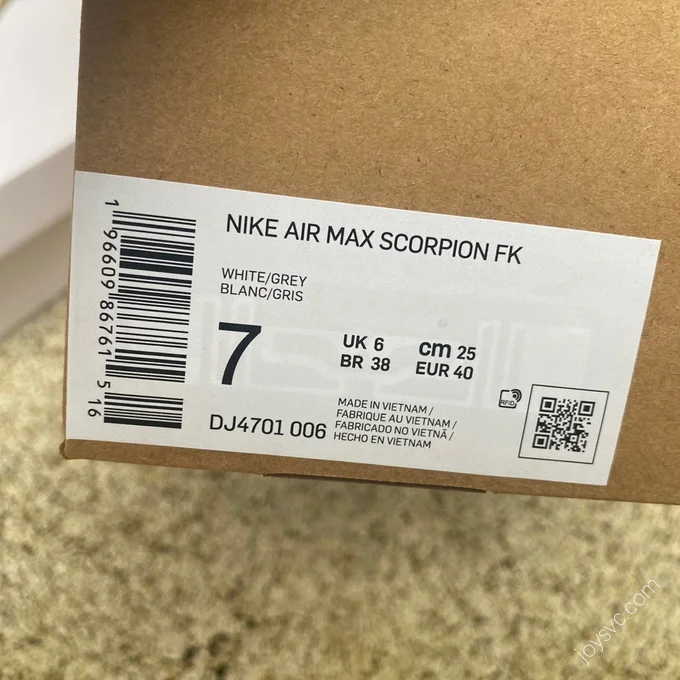 NIKE AIR MAX SCORPION FK
WHITE/GREY
BLANC/GRIS
7
UK 6
BR 38
cm 25
EUR 40
DJ4701 006
MADE IN VIETNAM /
FABRIQUE AU VIETNAM /
FABRICADO NO VIETNÃ /
HECHO EN VIETNAM
RFID
1 96609 86761 5 16
joysvc.com